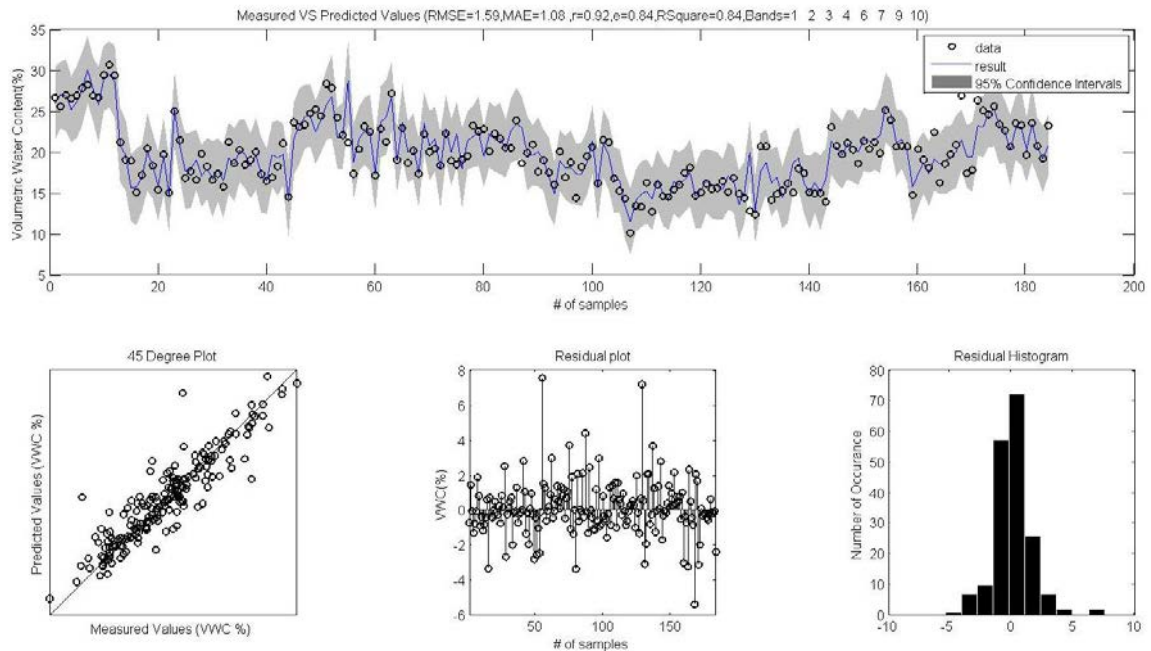 Measured VS Predicted Values (RMSE=1.59,MAE=1.08 ,r=0.92,e=0.84,RSquare=0.84,Bands=1 2 3 4 6 7 9 10)
35
30
25
20
15
10
5
Volumetric Water Content(%)
data
result
95% Confidence Intervals
0 20 40 60 80 100 120 140 160 180 200
# of samples
45 Degree Plot
Predicted Values (VWC %)
Measured Values (VWC %)
Residual plot
8
6
4
2
0
-2
-4
-6
VWC(%)
50 100 150
# of samples
Residual Histogram
80
70
60
50
40
30
20
10
0
Number of Occurance
-10 -5 0 5 10